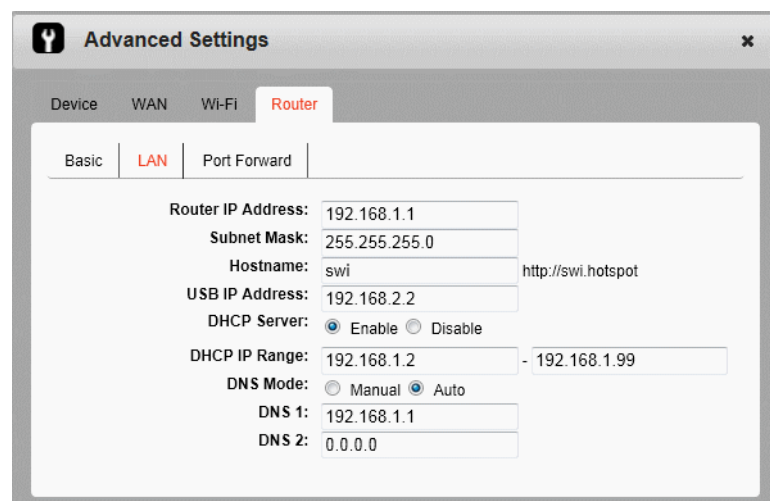 Advanced Settings
Device WAN Wi-Fi Router
Basic LAN Port Forward
Router IP Address: 192.168.1.1
Subnet Mask: 255.255.255.0
Hostname: swi http://swi.hotspot
USB IP Address: 192.168.2.2
DHCP Server: Enable Disable
DHCP IP Range: 192.168.1.2 - 192.168.1.99
DNS Mode: Manual Auto
DNS 1: 192.168.1.1
DNS 2: 0.0.0.0